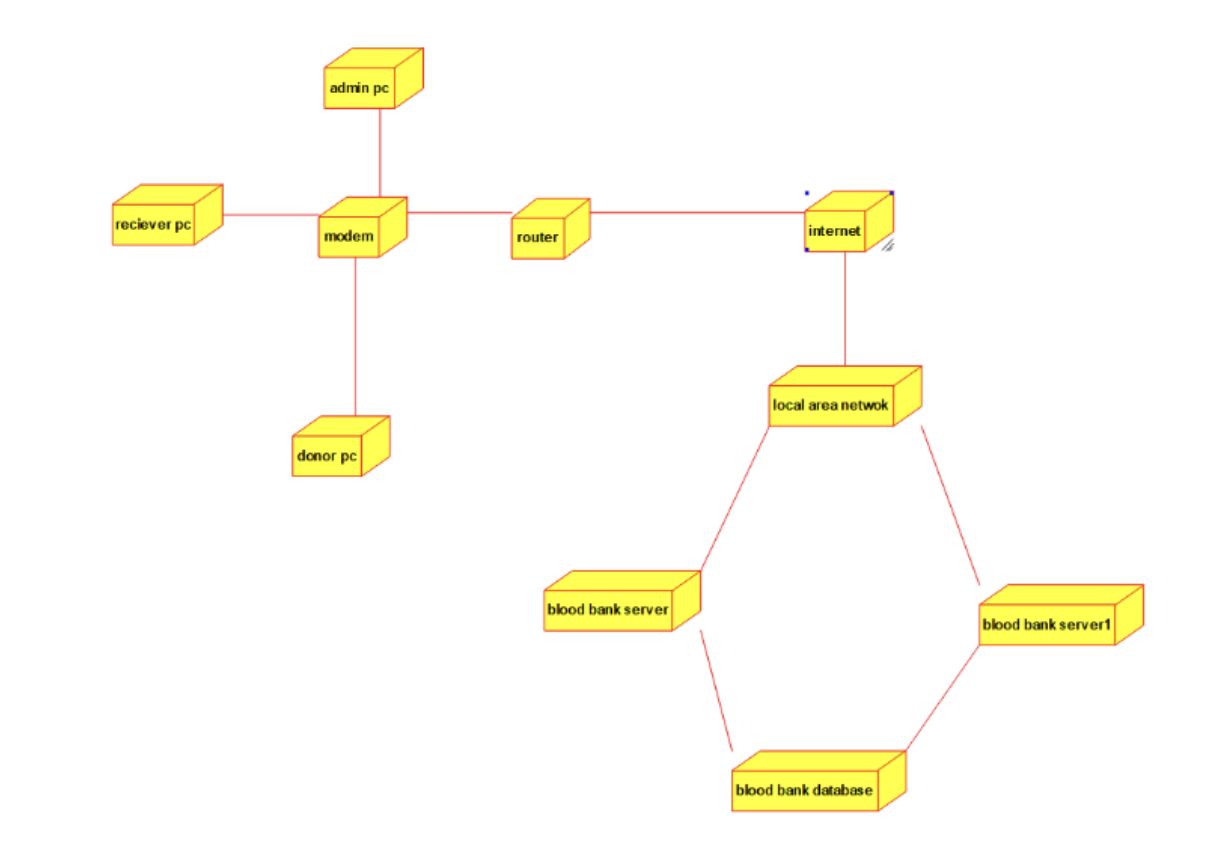 admin pc
reciever pc
modem
router
internet
donor pc
local area netwok
blood bank server
blood bank server1
blood bank database